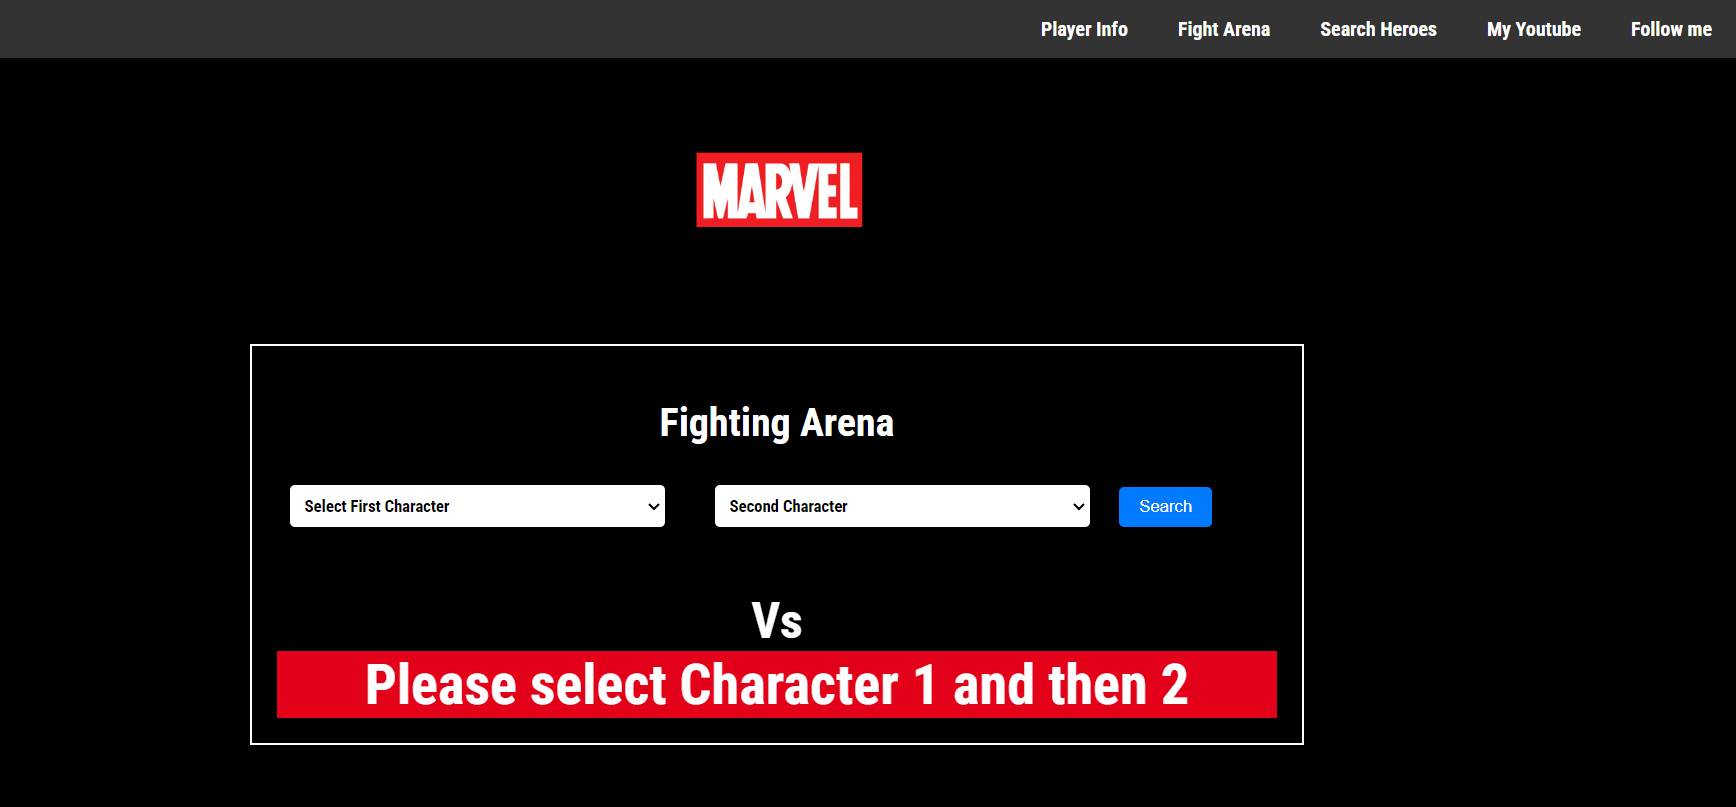 Player Info Fight Arena Search Heroes My Youtube Follow me
MARVEL
Fighting Arena
Select First Character Second Character Search
Vs
Please select Character 1 and then 2